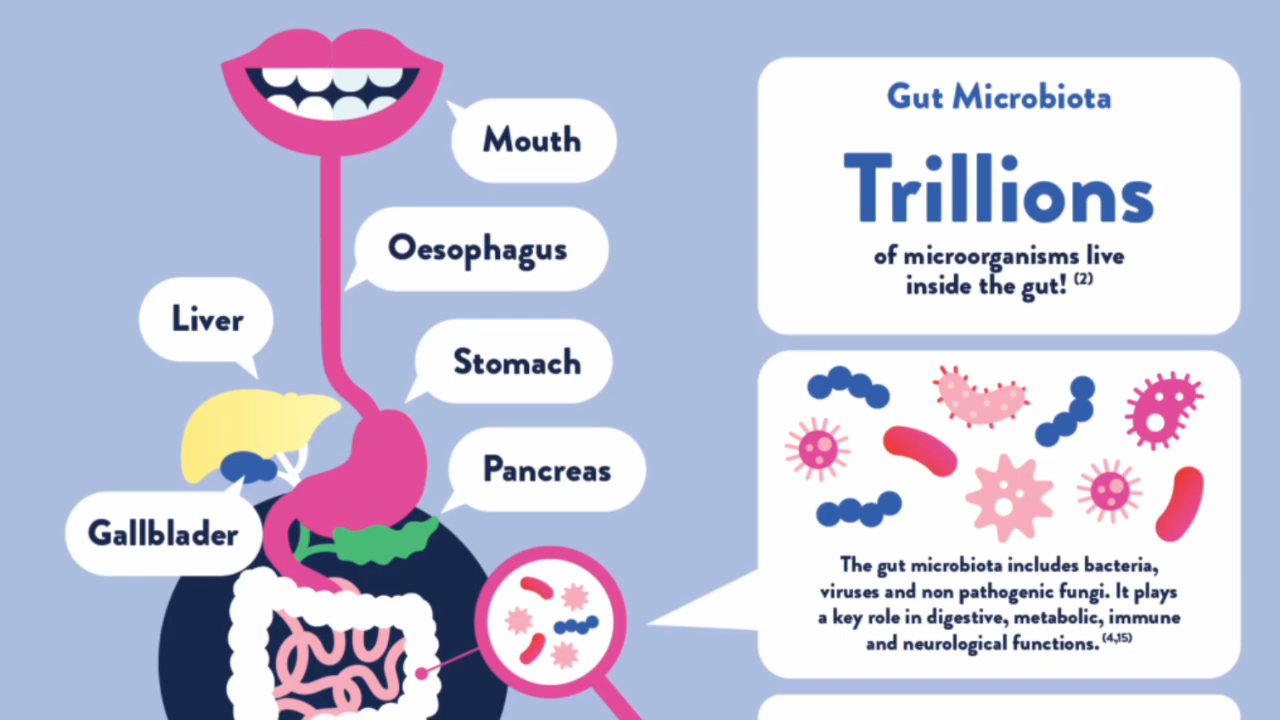 Mouth
Oesophagus
Liver
Stomach
Pancreas
Gallblader
Gut Microbiota
Trillions
of microorganisms live
inside the gut! (2)
The gut microbiota includes bacteria,
viruses and non pathogenic fungi. It plays
a key role in digestive, metabolic, immune
and neurological functions. (4,15)